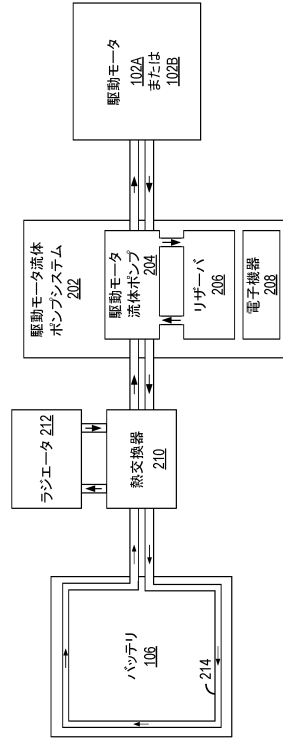 駆動モータ
102A
または
102B
駆動モータ流体
ポンプシステム
202
駆動モータ
流体ポンプ
204
リザーバ
206
電子機器
208
ラジエータ 212
熱交換器
210
バッテリ
106
214